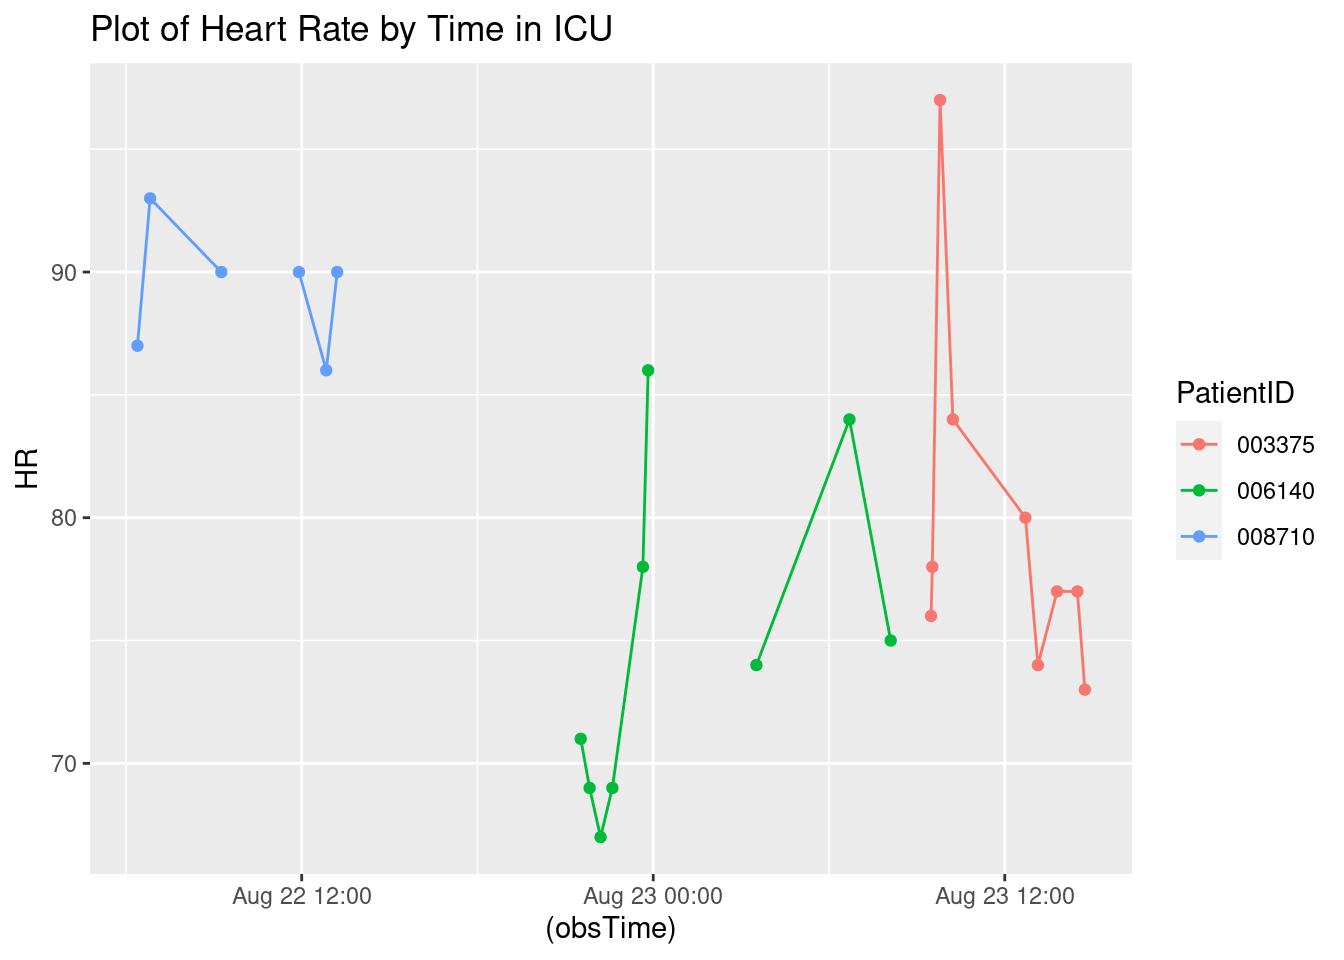 Plot of Heart Rate by Time in ICU
HR
90
80
70
Aug 22 12:00
Aug 23 00:00
Aug 23 12:00
(obsTime)
PatientID
003375
006140
008710